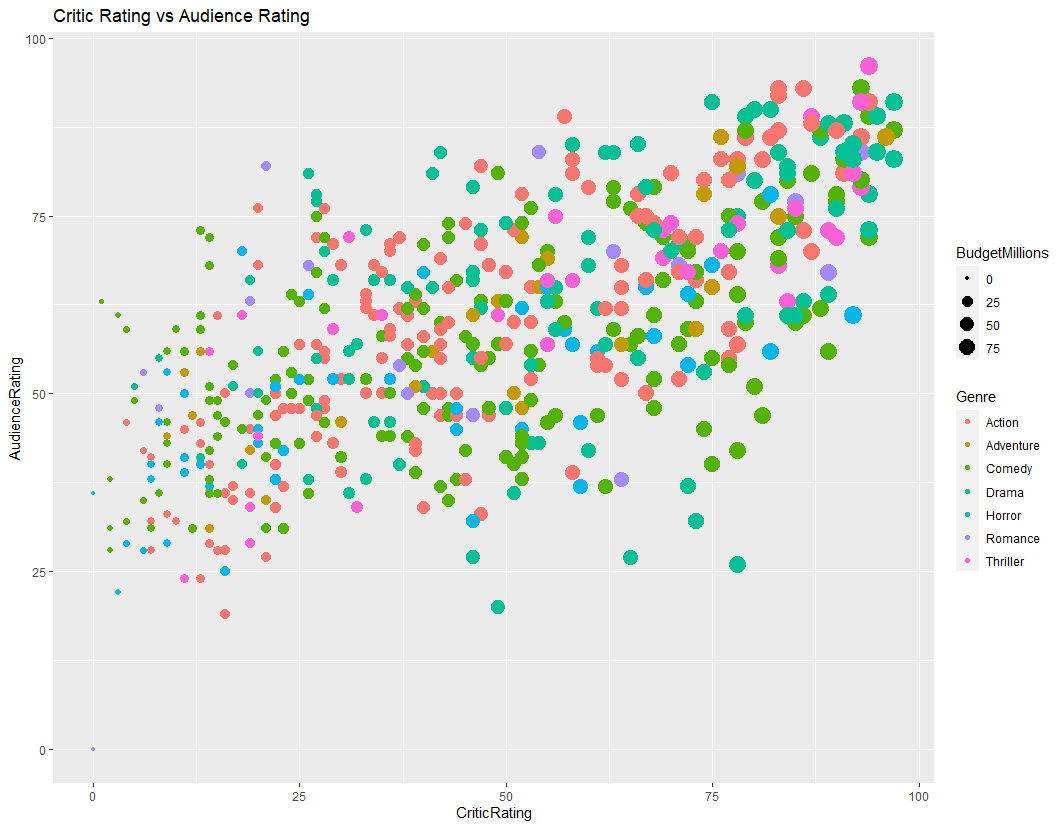 Critic Rating vs Audience Rating
100
75
50
25
0
AudienceRating
0
25
50
75
100
CriticRating
BudgetMillions
0
25
50
75
Genre
Action
Adventure
Comedy
Drama
Horror
Romance
Thriller